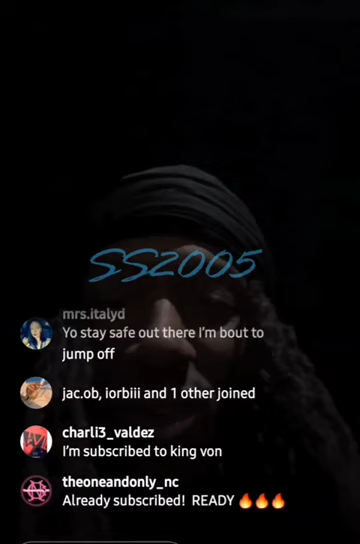 SS2005
mrs.italyd
Yo stay safe out there I'm bout to
jump off
jac.ob, iorbiii and 1 other joined
charli3_valdez
I'm subscribed to king von
theoneandonly_nc
Already subscribed! READY 🔥🔥🔥